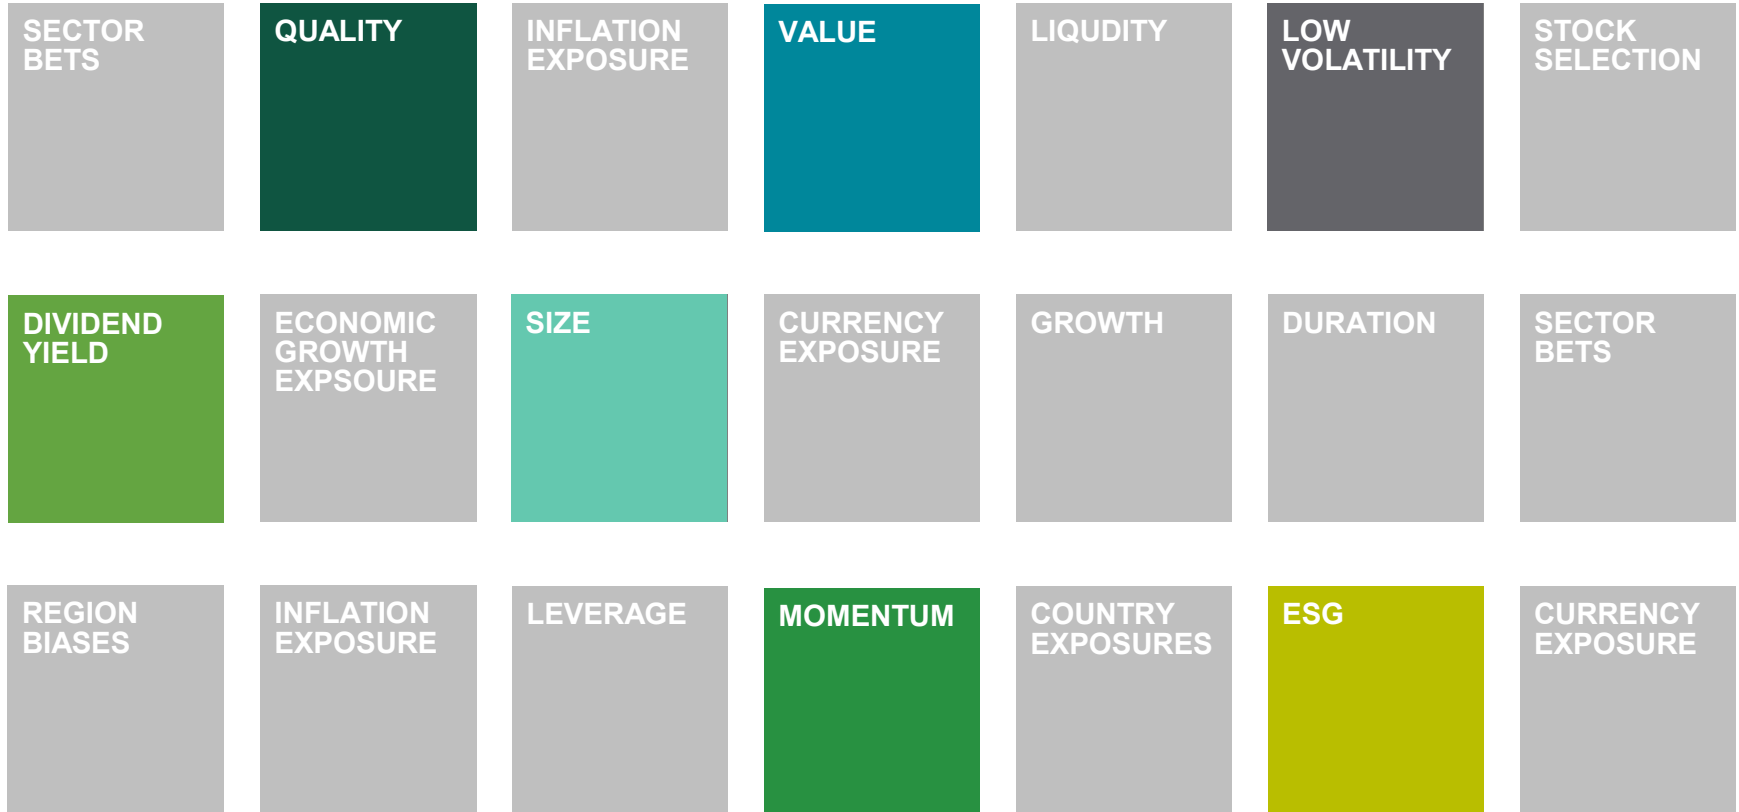 SECTOR
BETS
QUALITY
INFLATION
EXPOSURE
VALUE
LIQUDITY
LOW
VOLATILITY
STOCK
SELECTION
DIVIDEND
YIELD
ECONOMIC
GROWTH
EXPSOURE
SIZE
CURRENCY
EXPOSURE
GROWTH
DURATION
SECTOR
BETS
REGION
BIASES
INFLATION
EXPOSURE
LEVERAGE
MOMENTUM
COUNTRY
EXPOSURES
ESG
CURRENCY
EXPOSURE